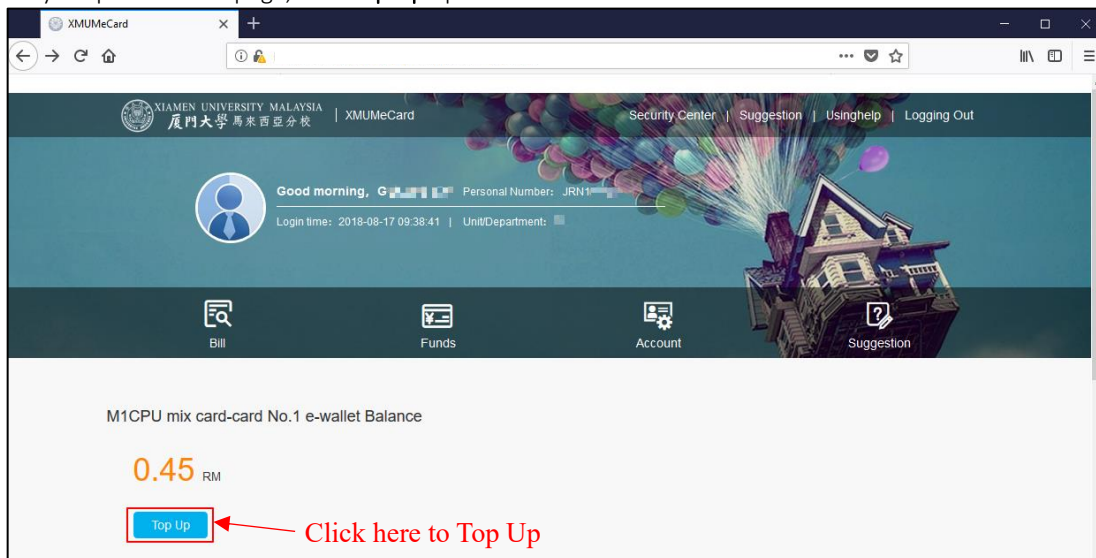 XMUMeCard
XIAMEN UNIVERSITY MALAYSIA
厦門大學 馬來西亞分校 | XMUMeCard
Security Center | Suggestion | Usinghelp | Logging Out
Good morning, G Personal Number: JRN1
Login time: 2018-08-17 09:38:41 | Unit/Department:
Bill
Funds
Account
Suggestion
M1CPU mix card-card No.1 e-wallet Balance
0.45 RM
Top Up
Click here to Top Up